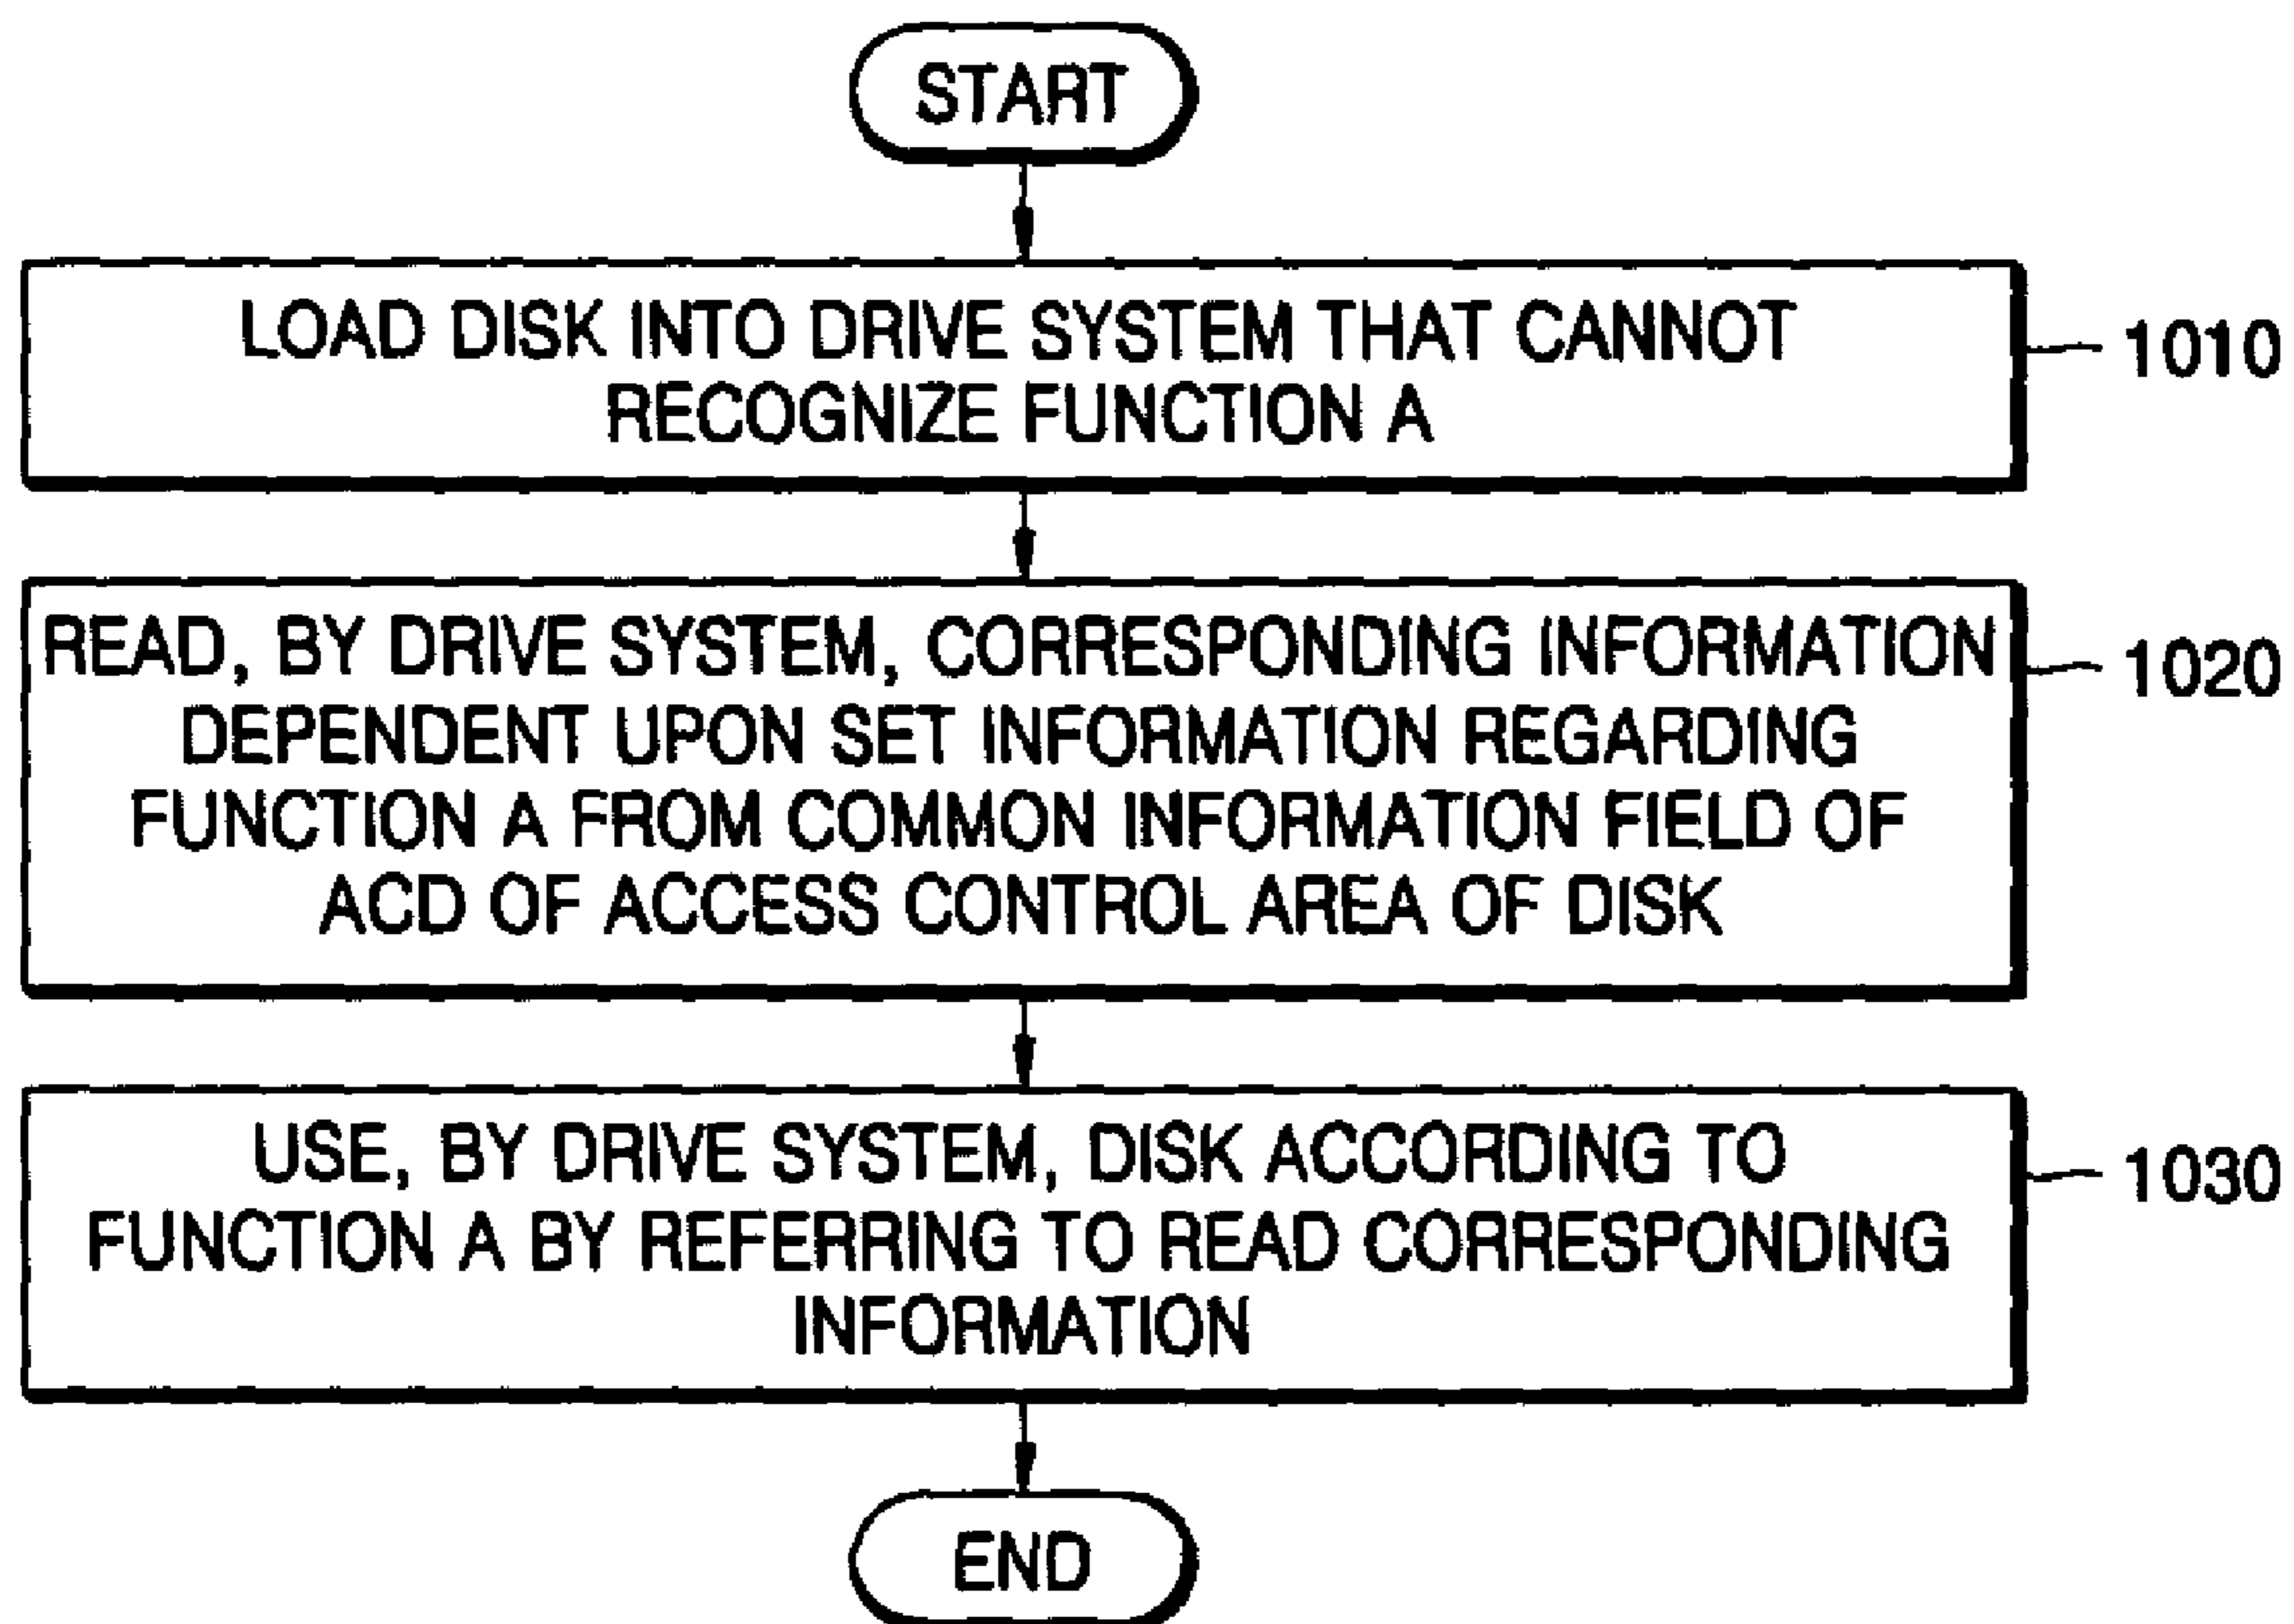 START
LOAD DISK INTO DRIVE SYSTEM THAT CANNOT
RECOGNIZE FUNCTION A
1010
READ, BY DRIVE SYSTEM, CORRESPONDING INFORMATION
DEPENDENT UPON SET INFORMATION REGARDING
FUNCTION A FROM COMMON INFORMATION FIELD OF
ACD OF ACCESS CONTROL AREA OF DISK
1020
USE, BY DRIVE SYSTEM, DISK ACCORDING TO
FUNCTION A BY REFERRING TO READ CORRESPONDING
INFORMATION
1030
END